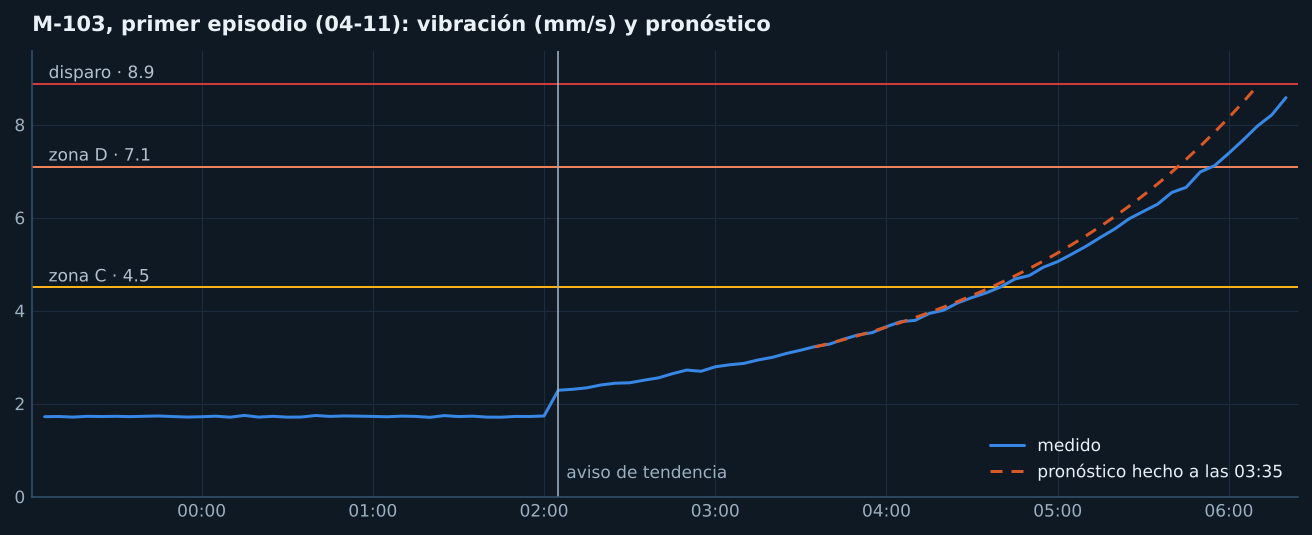 M-103, primer episodio (04-11): vibración (mm/s) y pronóstico
disparo · 8.9
8
zona D · 7.1
6
zona C · 4.5
4
2
medido
aviso de tendencia
pronóstico hecho a las 03:35
0
00:00 01:00 02:00 03:00 04:00 05:00 06:00